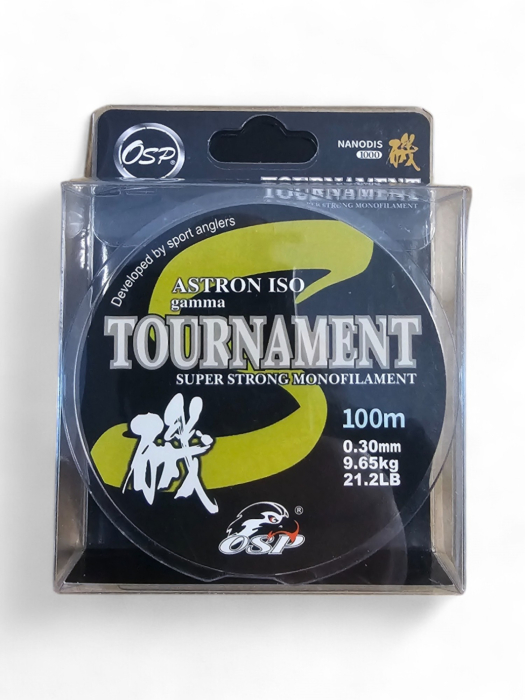 OSP®
NANODIS
1000
磯
TOURNAMENT
SUPER STRONG MONOFILAMENT
Developed by sport anglers
S
ASTRON ISO
gamma
TOURNAMENT
SUPER STRONG MONOFILAMENT
100m
0.30mm
9.65kg
21.2LB
磯
®
OSP